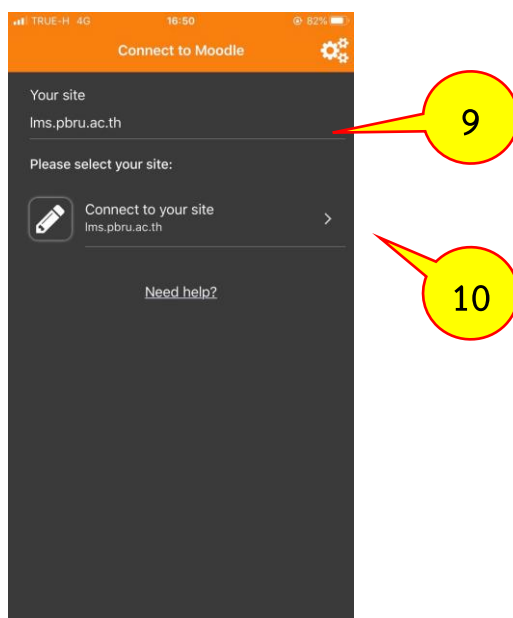 TRUE-H 4G 16:50 82%
Connect to Moodle
Your site
lms.pbru.ac.th
9
Please select your site:
Connect to your site
lms.pbru.ac.th
10
Need help?